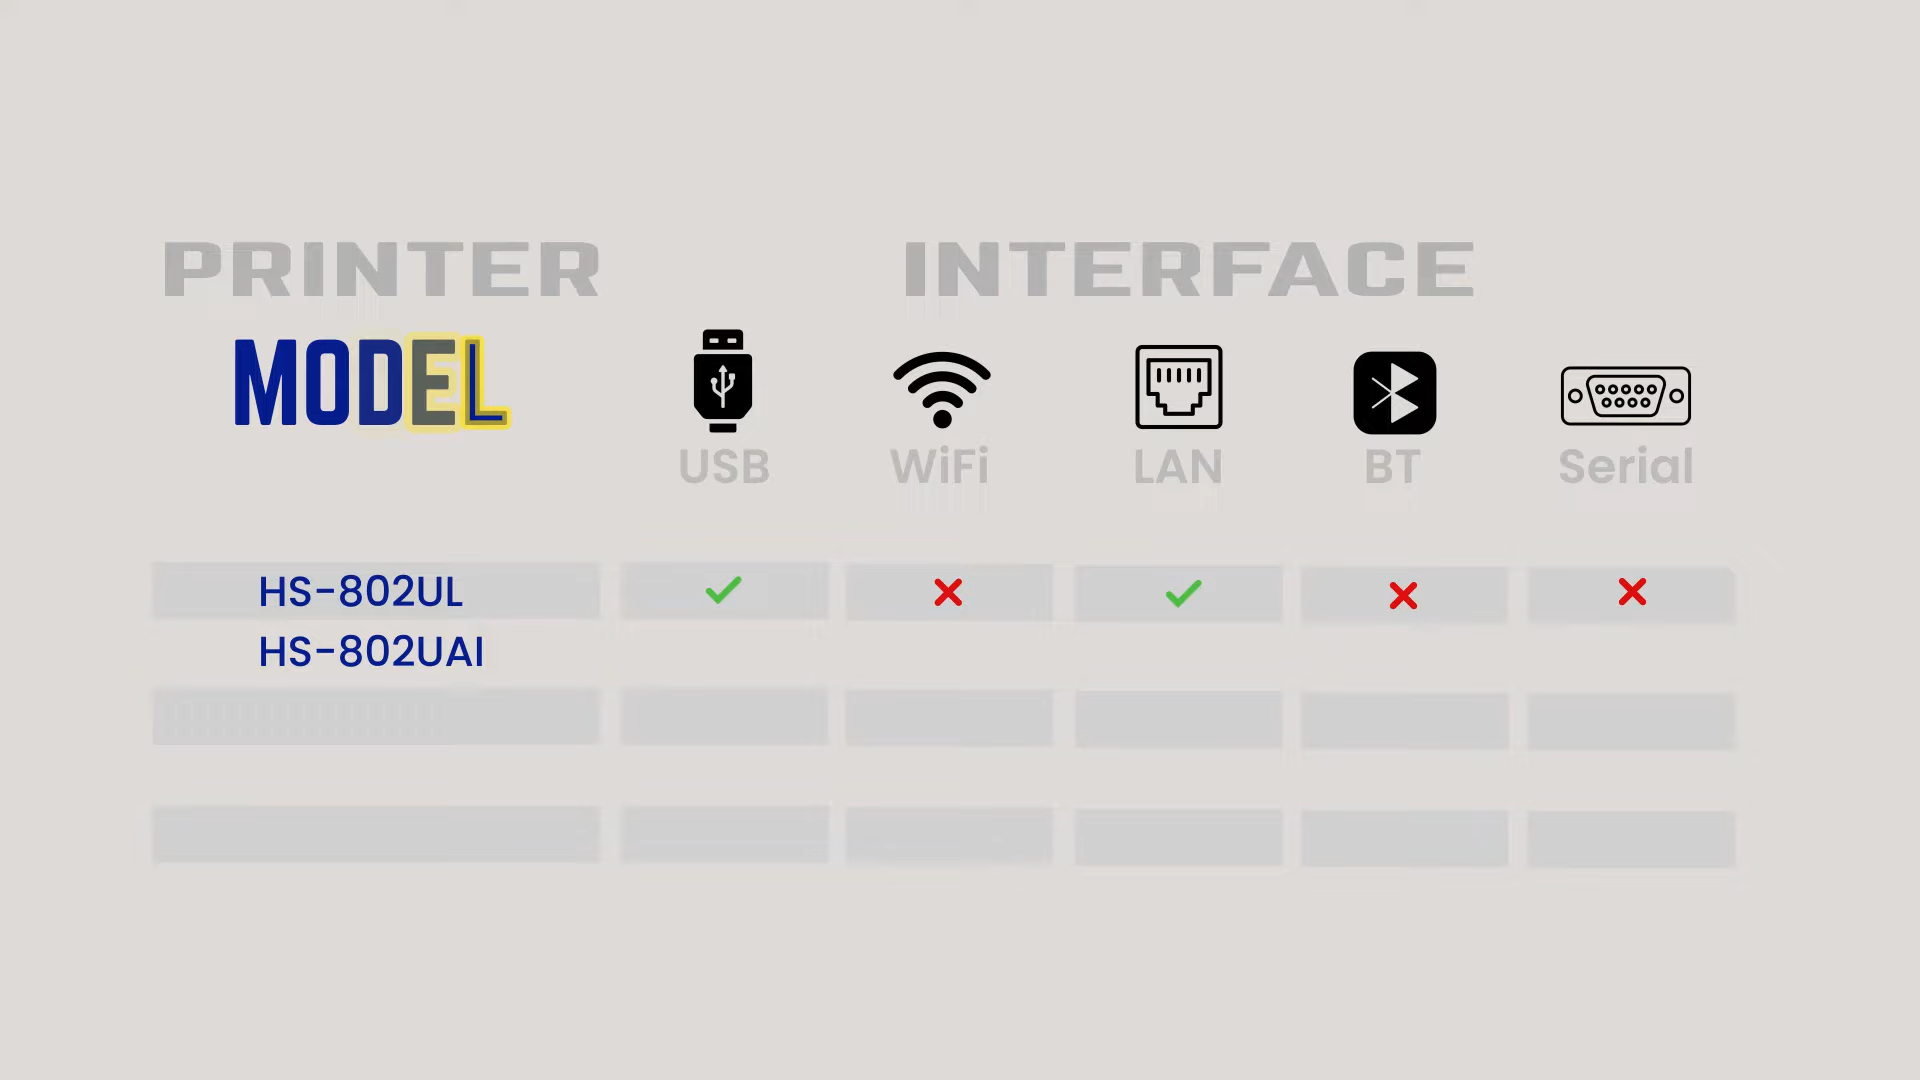 PRINTER INTERFACE
MODEL
USB WiFi LAN BT Serial
HS-802UL
HS-802UAI